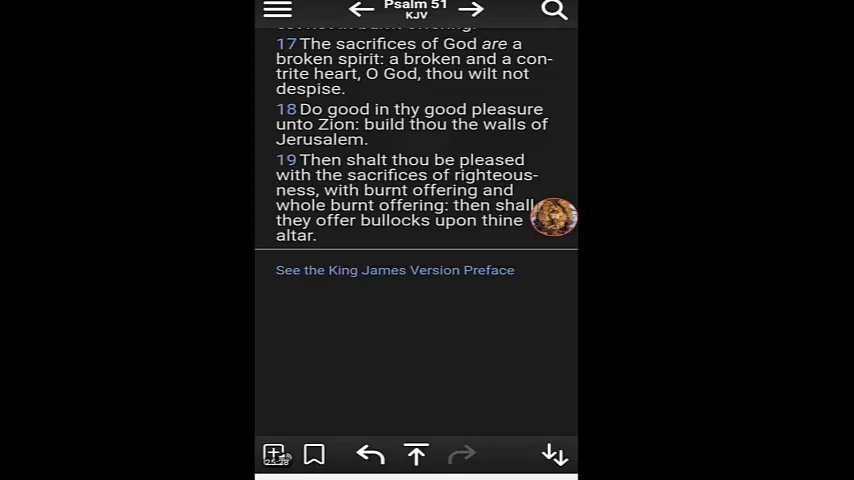 Psalm 51
KJV
17 The sacrifices of God are a
broken spirit: a broken and a con-
trite heart, O God, thou wilt not
despise.
18 Do good in thy good pleasure
unto Zion: build thou the walls of
Jerusalem.
19 Then shalt thou be pleased
with the sacrifices of righteous-
ness, with burnt offering and
whole burnt offering: then shall
they offer bullocks upon thine
altar.
See the King James Version Preface
25:28